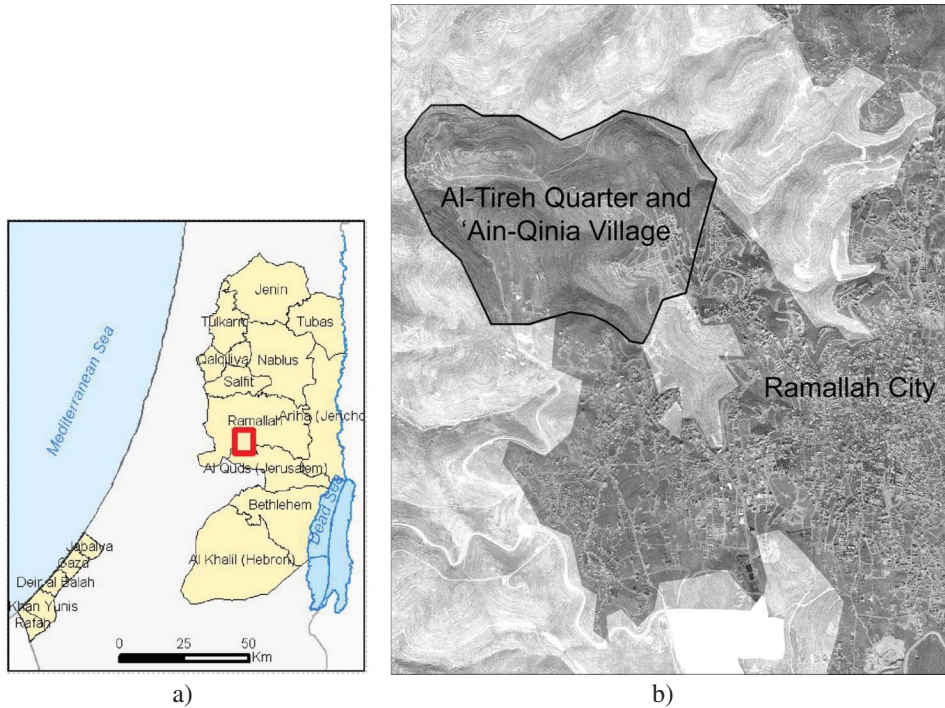 Mediterranean Sea
Jenin
Tulkarm
Tubas
Qalqiliya
Nablus
Salfit
Ramallah
Ariha (Jericho
Al Quds (Jerusalem)
Bethlehem
Dead Sea
Al Khalil (Hebron)
Jabalya
Gaza
Deir al Balah
Khan Yunis
Rafah
0 25 50
Km
a)
Al-Tireh Quarter and
'Ain-Qinia Village
Ramallah City
b)